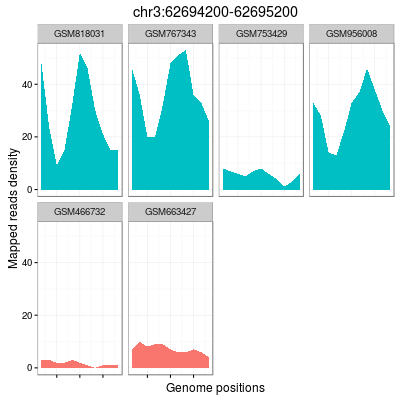 chr3:62694200-62695200
GSM818031 GSM767343 GSM753429 GSM956008
40
20
0
GSM466732 GSM663427
40
20
0
Mapped reads density
Genome positions